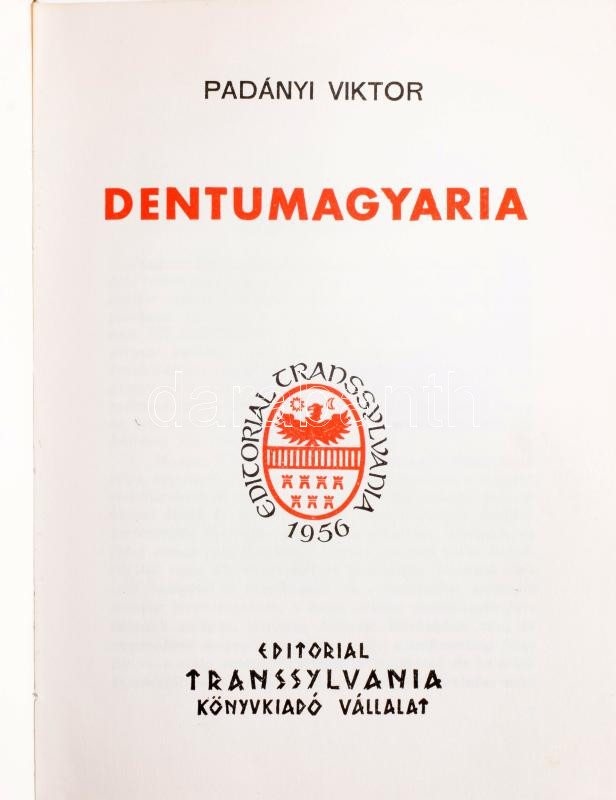 PADÁNYI VIKTOR
DENTUMAGYARIA
EDITORIAL TRANSSYLVANIA
1956
EDITORIAL
TRANSSYLVANIA
KÖNYVKIADÓ VÁLLALAT